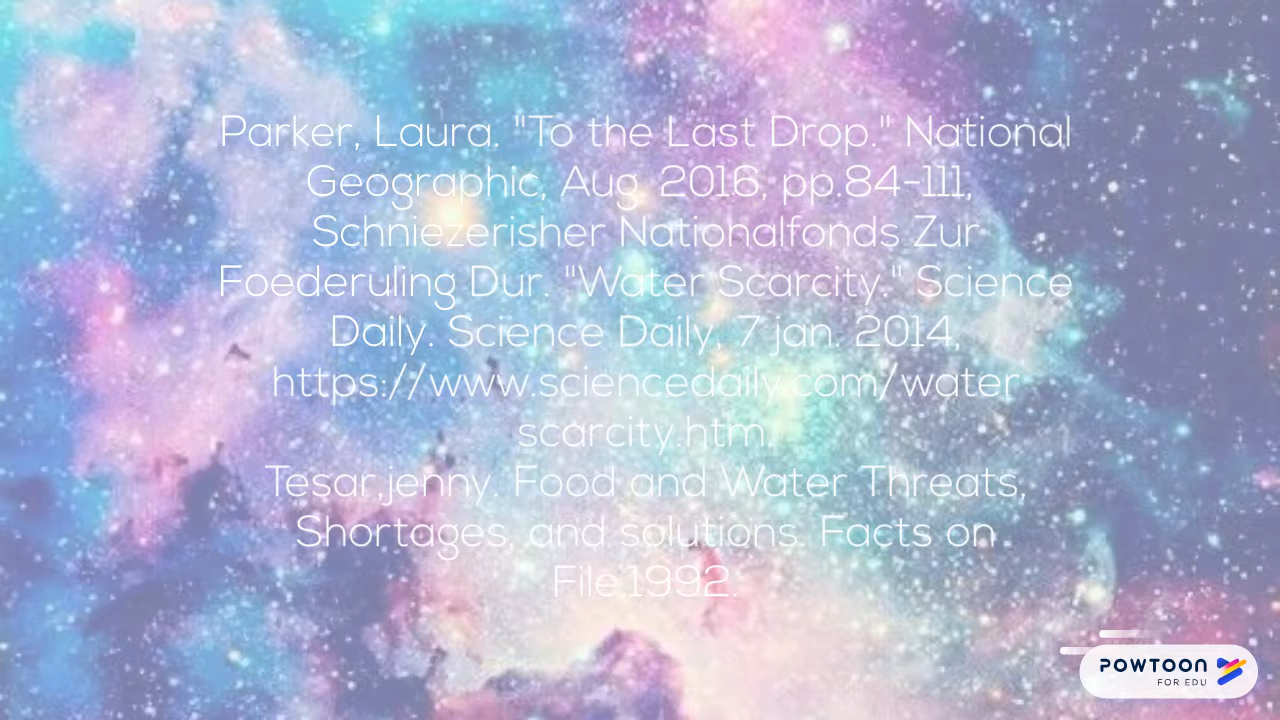 Parker, Laura. "To the Last Drop." National
Geographic, Aug. 2016, pp.84-111,
Schniezerisher Nationalfonds Zur
Foederuling Dur. "Water Scarcity." Science
Daily. Science Daily, 7 jan. 2014,
https://www.sciencedaily.com/water
scarcity.htm.
Tesar,jenny. Food and Water Threats,
Shortages, and solutions. Facts on
File.1992.
POWTOON
FOR EDU